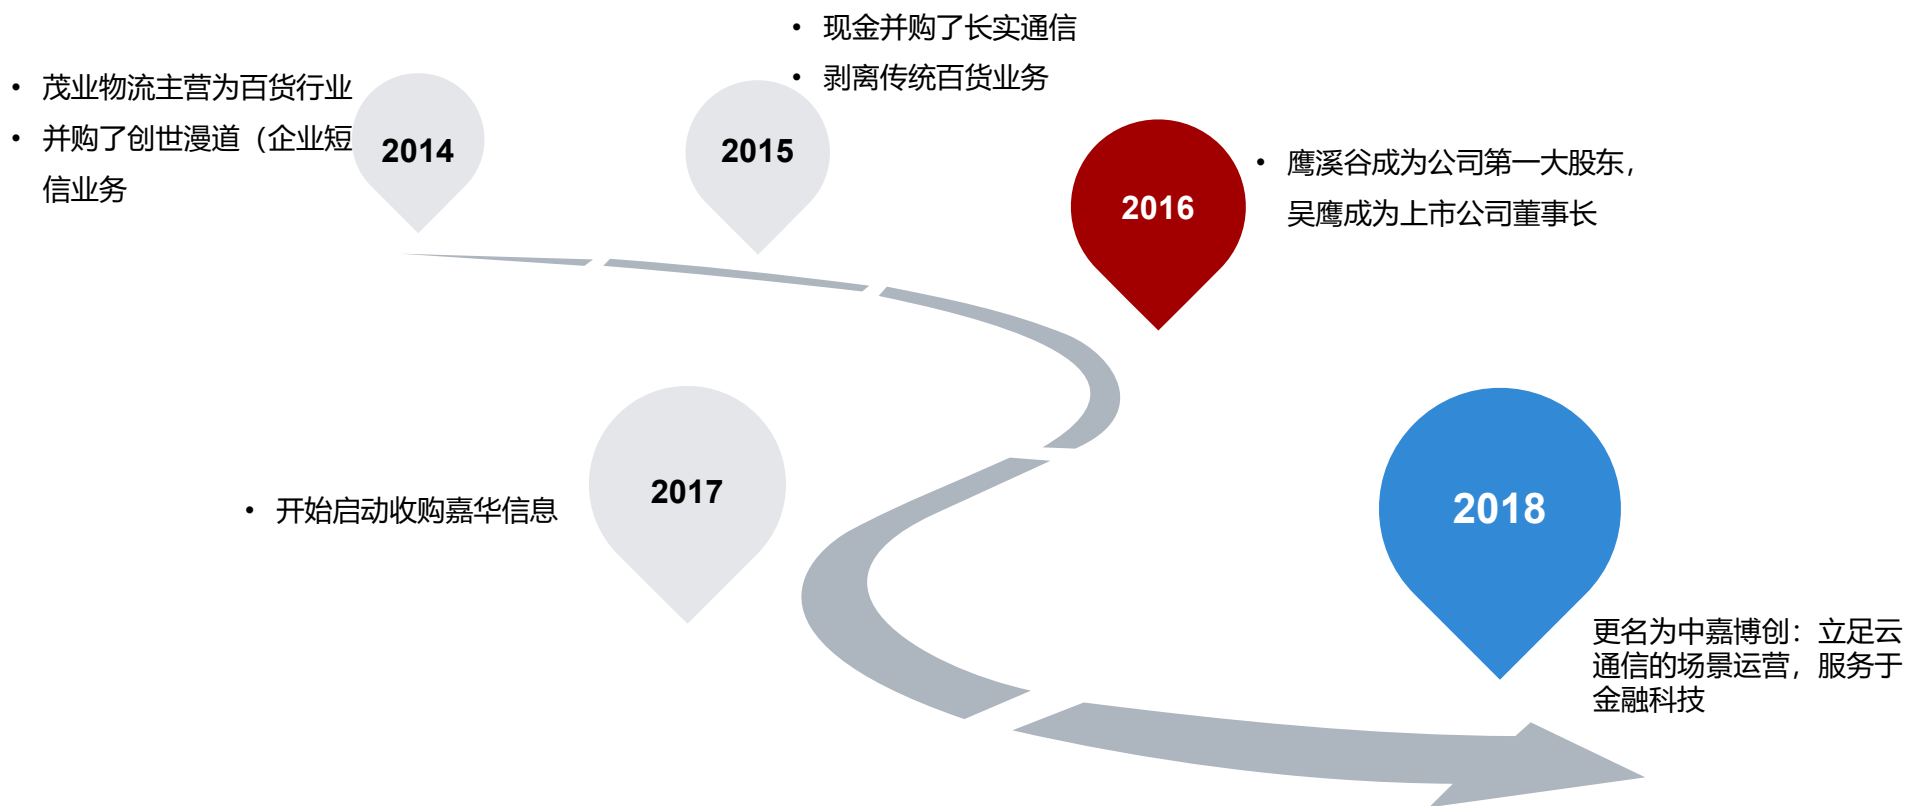 • 现金并购了长实通信
• 剥离传统百货业务
• 茂业物流主营为百货行业
• 并购了创世漫道（企业短
信业务
2014
2015
2016
• 鹰溪谷成为公司第一大股东，
吴鹰成为上市公司董事长
• 开始启动收购嘉华信息
2017
2018
更名为中嘉博创：立足云
通信的场景运营，服务于
金融科技